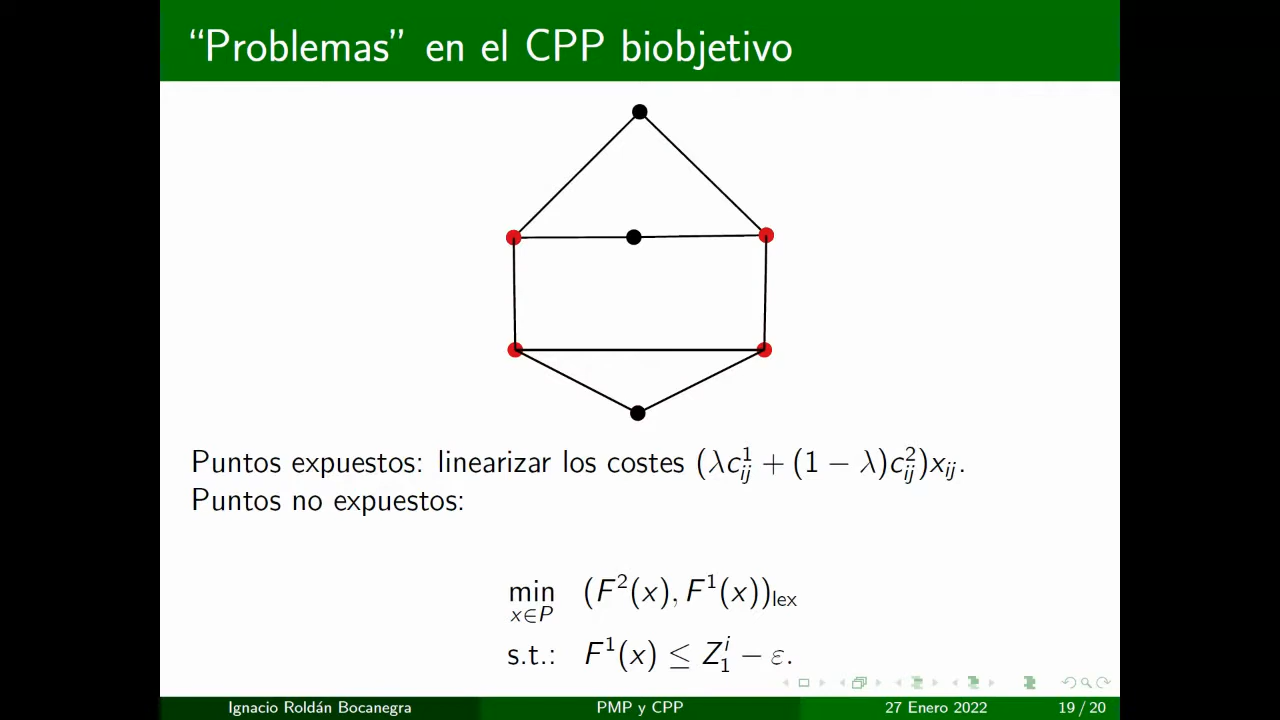 “Problemas” en el CPP biobjetivo
Puntos expuestos: linearizar los costes (λc¹ᵢⱼ + (1 − λ)c²ᵢⱼ)xᵢⱼ.
Puntos no expuestos:
min (F²(x), F¹(x))lex
x∈P
s.t.: F¹(x) ≤ Z₁ⁱ − ε.
Ignacio Roldán Bocanegra PMP y CPP 27 Enero 2022 19 / 20